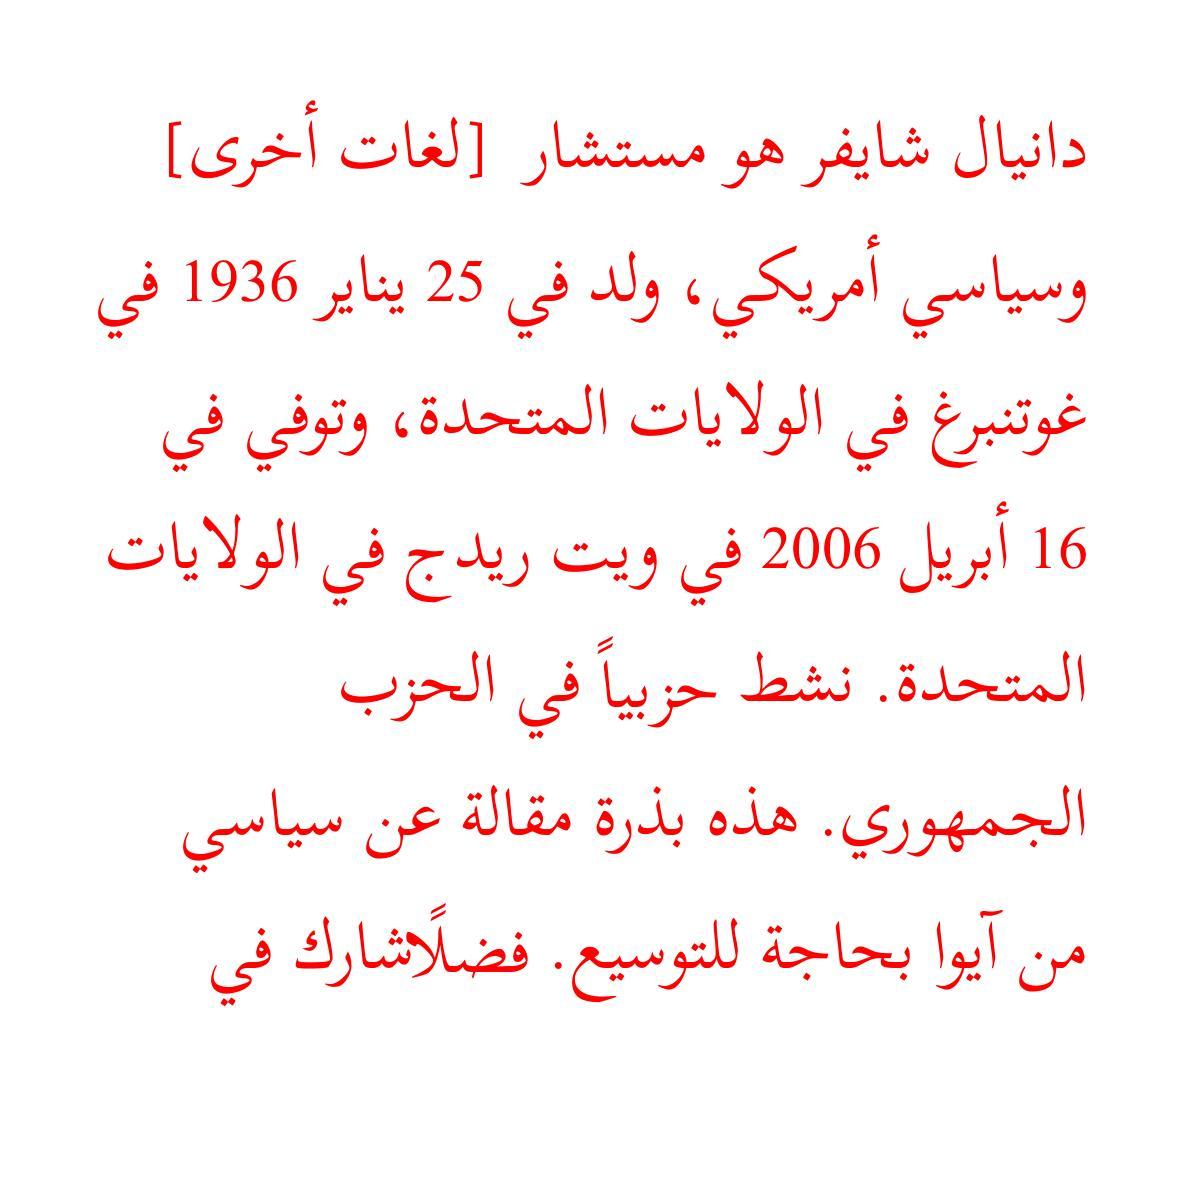 دانيال شايفر هو مستشار  [لغات أخرى]
وسياسي أمريكي، ولد في 25 يناير 1936 في
غوتنبرغ في الولايات المتحدة، وتوفي في
16 أبريل 2006 في ويت ريدج في الولايات
المتحدة. نشط حزبياً في الحزب
الجمهوري. هذه بذرة مقالة عن سياسي
من آيوا بحاجة للتوسيع. فضلًاشارك في